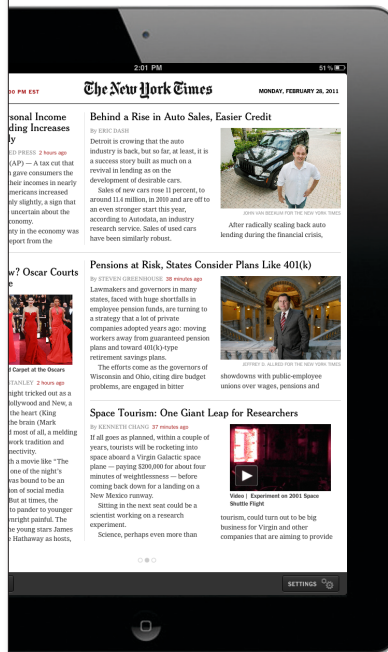 2:01 PM
51 %
00 PM EST
The New York Times
MONDAY, FEBRUARY 28, 2011
rsonal Income
ding Increases
ly
ED PRESS 2 hours ago
(AP) — A tax cut that
n gave consumers the
heir incomes in nearly
mericans increased
nly slightly, a sign that
uncertain about the
conomy.
nty in the economy was
eport from the
w? Oscar Courts
e
d Carpet at the Oscars
STANLEY 2 hours ago
night tricked out as a
ollywood and New, a
the heart (King
he brain (Mark
d most of all, a melding
work tradition and
nectivity.
ch a movie like "The
one of the night's
was bound to be an
ion of social media
But at times, the
to pander to younger
wnright painful. The
he young stars James
e Hathaway as hosts,
Behind a Rise in Auto Sales, Easier Credit
By ERIC DASH
Detroit is crowing that the auto
industry is back, but so far, at least, it is
a success story built as much on a
revival in lending as on the
development of desirable cars.
Sales of new cars rose 11 percent, to
around 11.4 million, in 2010 and are off to
an even stronger start this year,
according to Autodata, an industry
research service. Sales of used cars
have been similarly robust.
JOHN VAN BEEKUM FOR THE NEW YORK TIMES
After radically scaling back auto
lending during the financial crisis,
Pensions at Risk, States Consider Plans Like 401(k)
By STEVEN GREENHOUSE 38 minutes ago
Lawmakers and governors in many
states, faced with huge shortfalls in
employee pension funds, are turning to
a strategy that a lot of private
companies adopted years ago: moving
workers away from guaranteed pension
plans and toward 401(k)-type
retirement savings plans.
The efforts come as the governors of
Wisconsin and Ohio, citing dire budget
problems, are engaged in bitter
JEFFREY D. ALLRED FOR THE NEW YORK TIMES
showdowns with public-employee
unions over wages, pensions and
Space Tourism: One Giant Leap for Researchers
By KENNETH CHANG 37 minutes ago
If all goes as planned, within a couple of
years, tourists will be rocketing into
space aboard a Virgin Galactic space
plane — paying $200,000 for about four
minutes of weightlessness — before
coming back down for a landing on a
New Mexico runway.
Sitting in the next seat could be a
scientist working on a research
experiment.
Science, perhaps even more than
Video | Experiment on 2001 Space
Shuttle Flight
tourism, could turn out to be big
business for Virgin and other
companies that are aiming to provide
SETTINGS